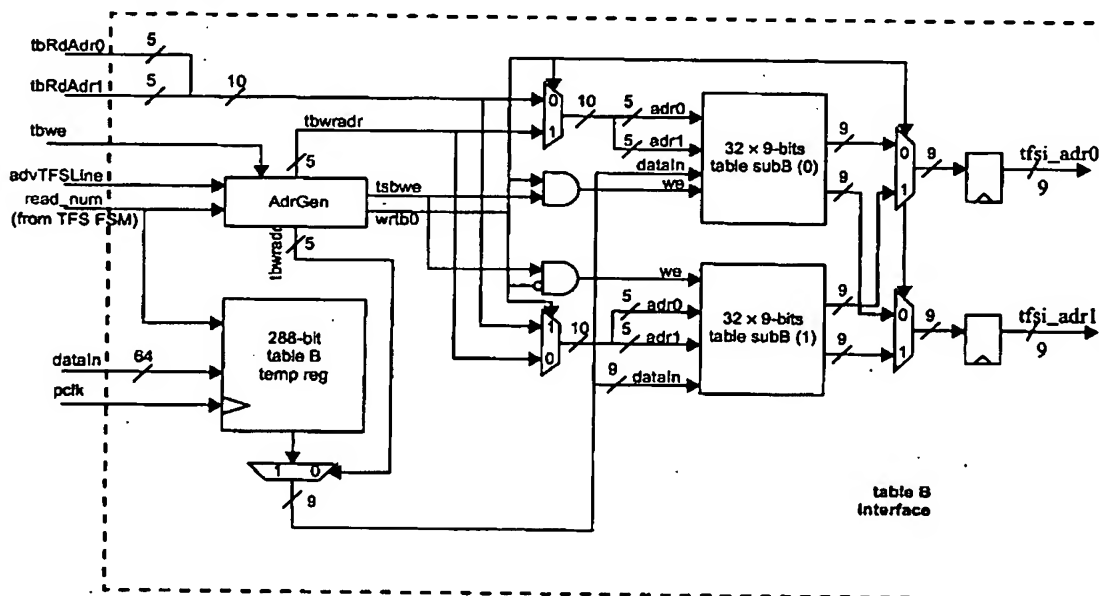 tbRdAdr0
5
tbRdAdr1
5
10
tbwe
tbwradr
5
advTFSLine
read_num
(from TFS FSM)
AdrGen
tsbwe
wrtb0
tbwradr
5
0
1
10
5
adr0
5
adr1
dataIn
we
32 × 9-bits
table subB (0)
9
9
0
1
9
tfsi_adr0
9
we
5
adr0
5
adr1
9
dataIn
1
0
10
32 × 9-bits
table subB (1)
9
9
0
1
9
tfsi_adr1
9
288-bit
table B
temp reg
dataIn
64
pclk
1 0
9
table B
interface